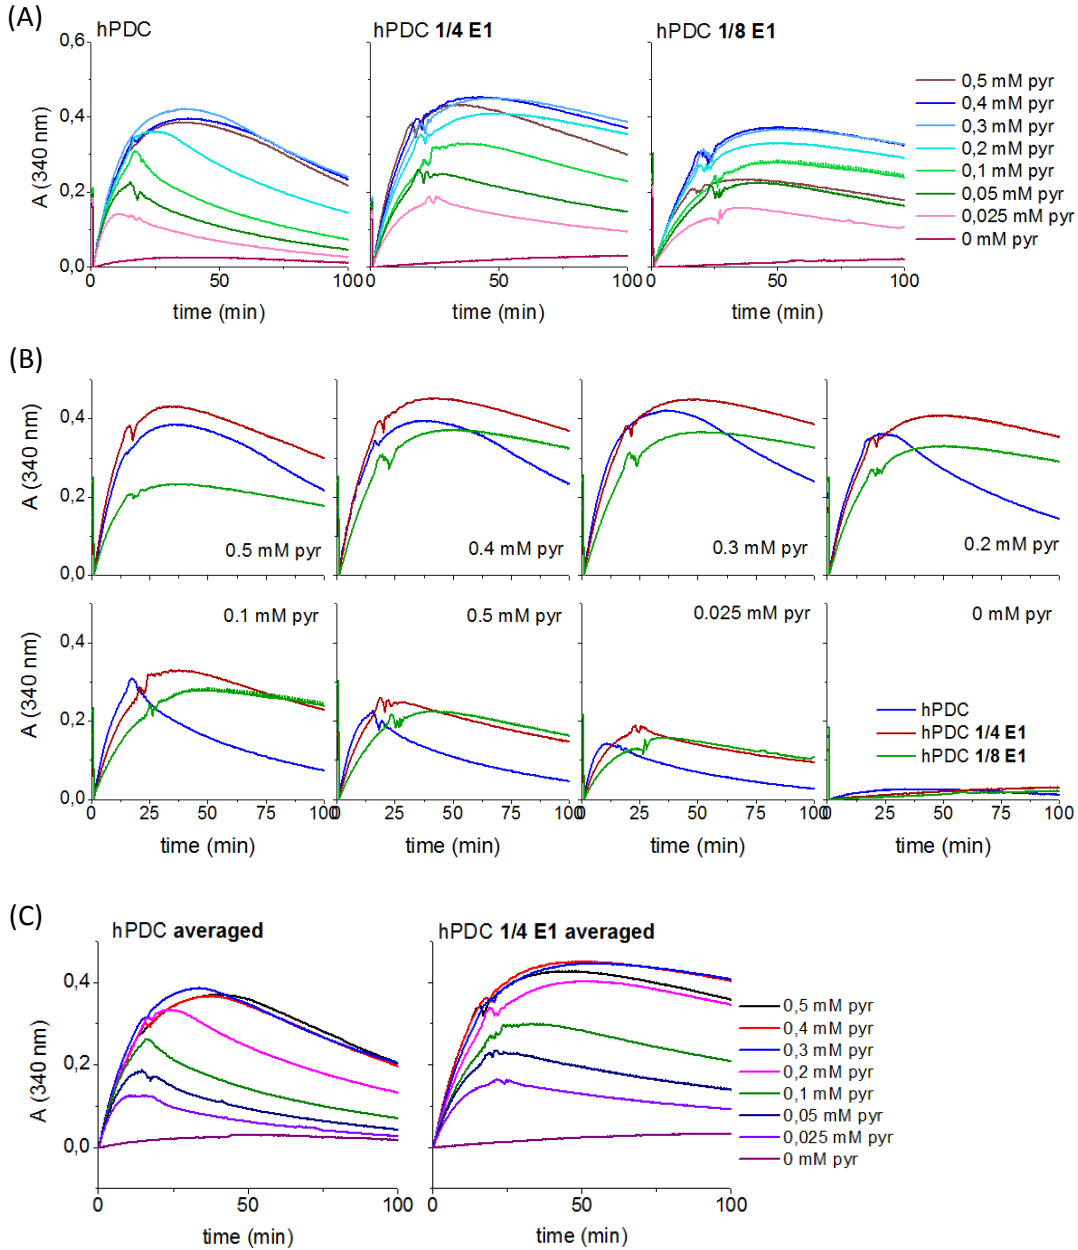 (A)
hPDC
hPDC 1/4 E1
hPDC 1/8 E1
0,6
0,4
0,2
0,0
A (340 nm)
0 50 100
0 50 100
0 50 100
time (min)
time (min)
time (min)
0,5 mM pyr
0,4 mM pyr
0,3 mM pyr
0,2 mM pyr
0,1 mM pyr
0,05 mM pyr
0,025 mM pyr
0 mM pyr
(B)
0,4
0,2
0,0
A (340 nm)
0.5 mM pyr
0.4 mM pyr
0.3 mM pyr
0.2 mM pyr
0.1 mM pyr
0.5 mM pyr
0.025 mM pyr
0 mM pyr
0,4
0,2
0,0
A (340 nm)
hPDC
hPDC 1/4 E1
hPDC 1/8 E1
0 25 50 75 100
0 25 50 75 100
0 25 50 75 100
0 25 50 75 100
time (min)
time (min)
time (min)
time (min)
(C)
hPDC averaged
hPDC 1/4 E1 averaged
0,4
0,2
0,0
A (340 nm)
0 50 100
0 50 100
time (min)
time (min)
0,5 mM pyr
0,4 mM pyr
0,3 mM pyr
0,2 mM pyr
0,1 mM pyr
0,05 mM pyr
0,025 mM pyr
0 mM pyr